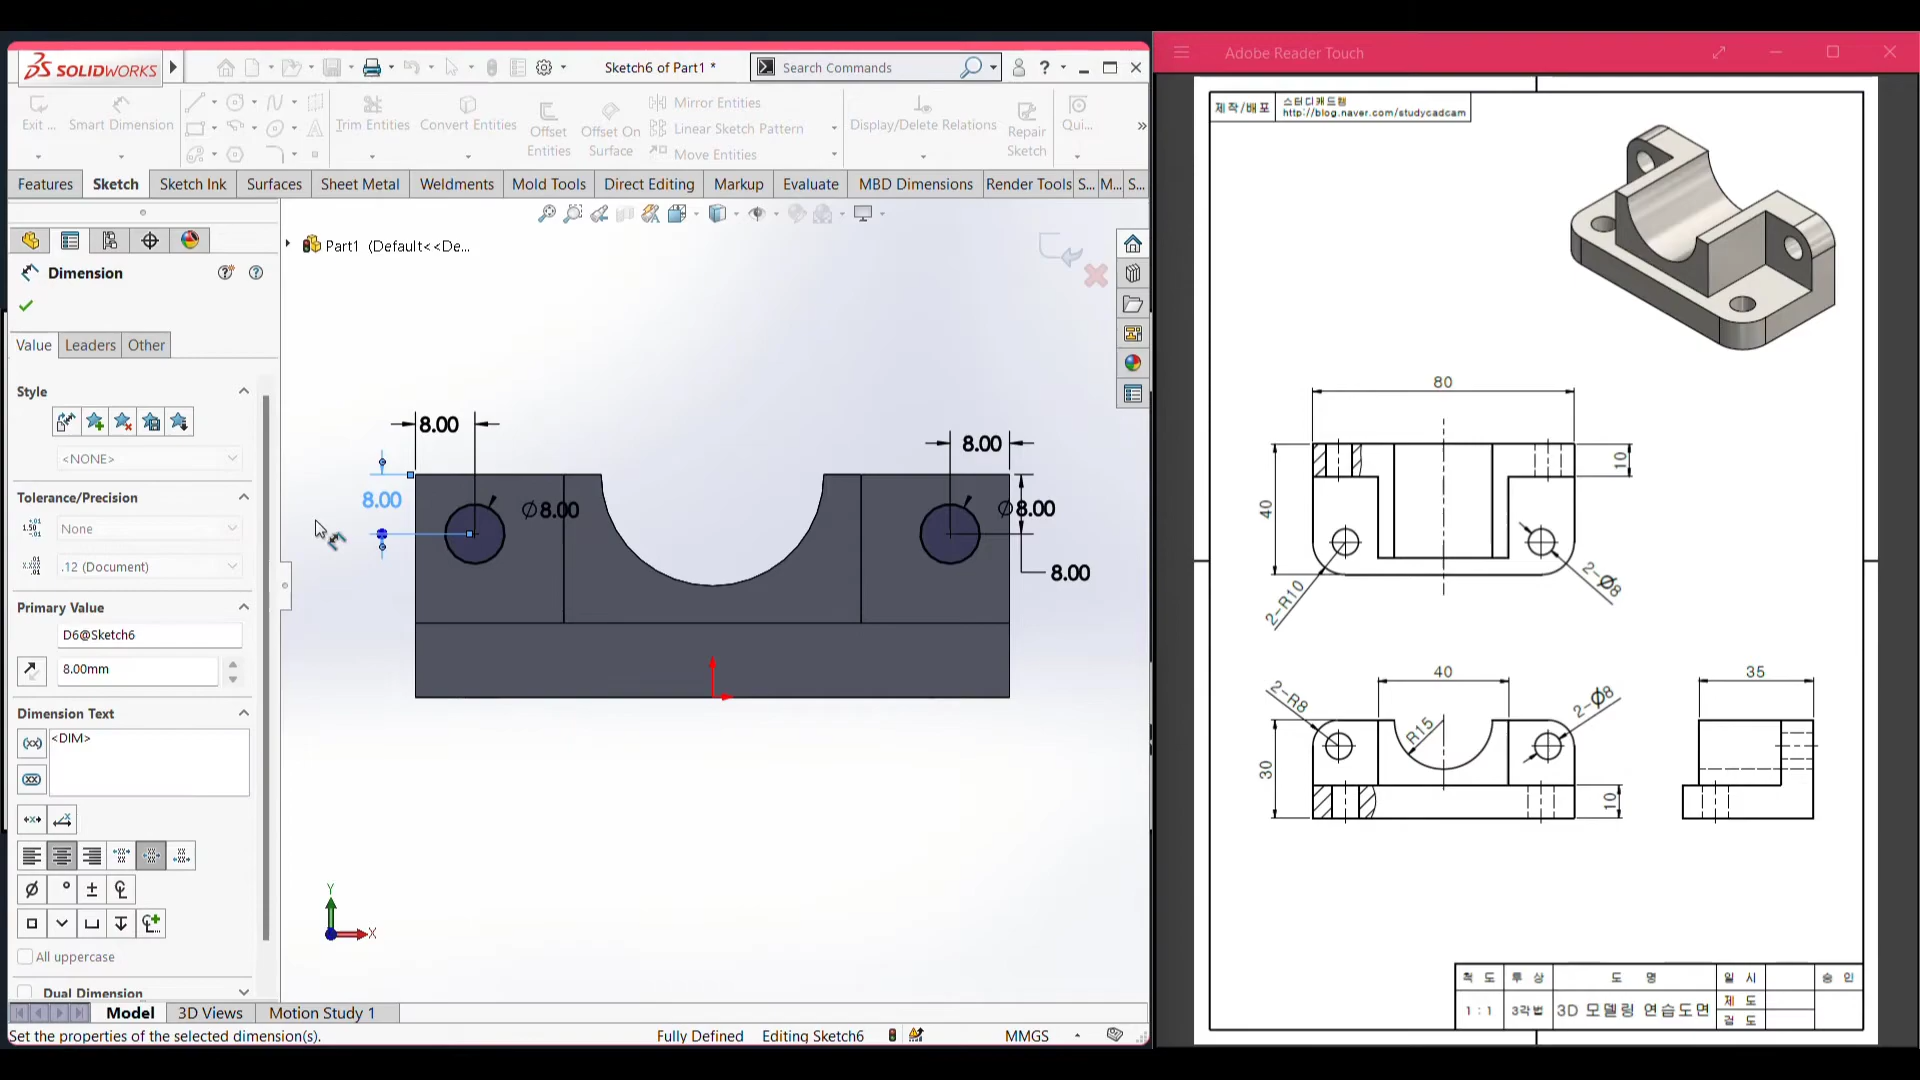 SOLIDWORKS
Sketch6 of Part1 *
Search Commands
?
Exit ...
Smart Dimension
Trim Entities
Convert Entities
Offset Entities
Offset On Surface
Mirror Entities
Linear Sketch Pattern
Move Entities
Display/Delete Relations
Repair Sketch
Qui...
Features
Sketch
Sketch Ink
Surfaces
Sheet Metal
Weldments
Mold Tools
Direct Editing
Markup
Evaluate
MBD Dimensions
Render Tools
S...
M...
S...
Part1 (Default<<De...
Dimension
Value
Leaders
Other
Style
<NONE>
Tolerance/Precision
None
.12 (Document)
Primary Value
D6@Sketch6
8.00mm
Dimension Text
<DIM>
All uppercase
Dual Dimension
8.00
8.00
8.00
Ø8.00
Ø8.00
8.00
Y
X
Model
3D Views
Motion Study 1
Set the properties of the selected dimension(s).
Fully Defined
Editing Sketch6
MMGS
Adobe Reader Touch
제작/배포
스터디캐드탬
http://blog.naver.com/studycadcam
80
40
10
2-R10
2-Ø8
40
35
2-R8
R15
2-Ø8
30
10
척 도
투 상
도 명
일 시
승 인
1 : 1
3각법
3D 모델링 연습도면
제 도
검 도